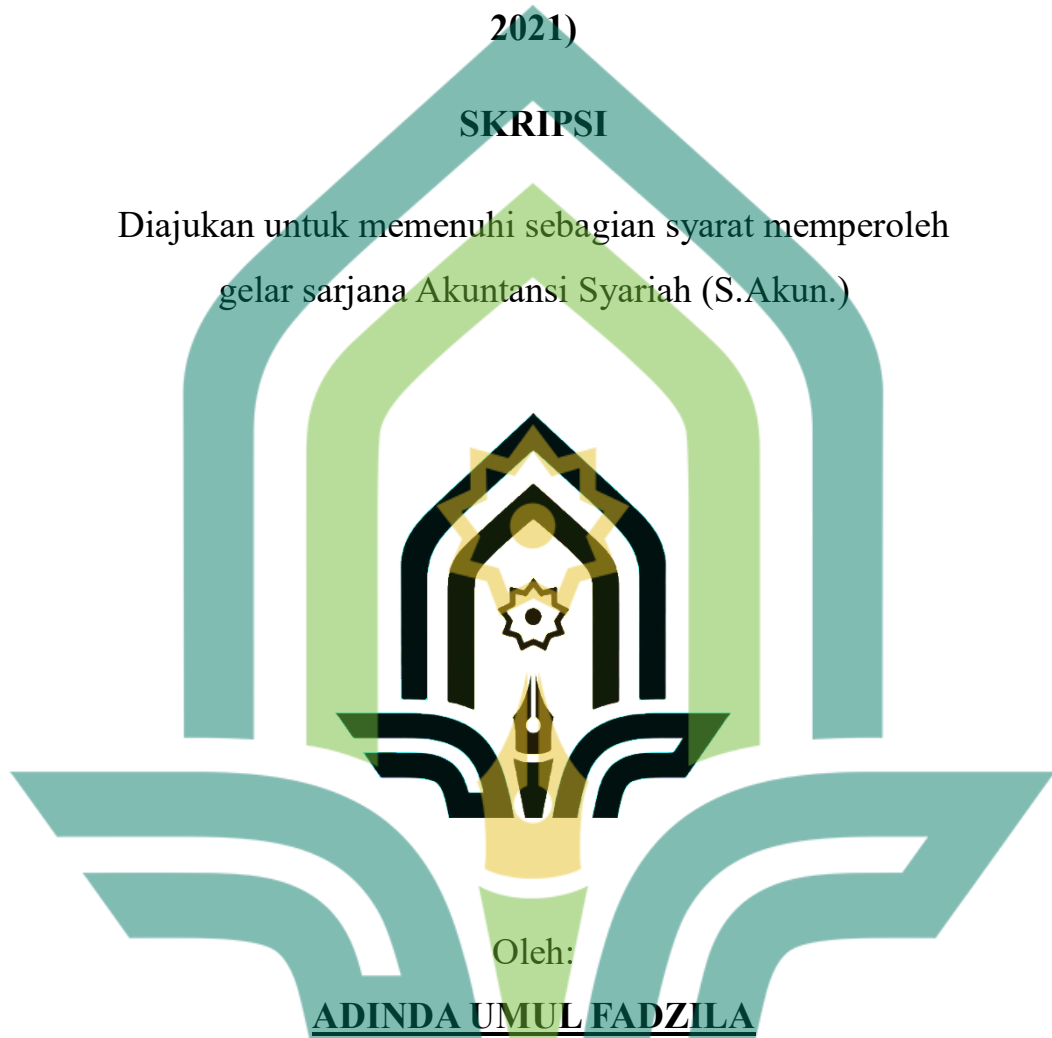 2021)
SKRIPSI
Diajukan untuk memenuhi sebagian syarat memperoleh
gelar sarjana Akuntansi Syariah (S.Akun.)
Oleh:
ADINDA UMUL FADZILA